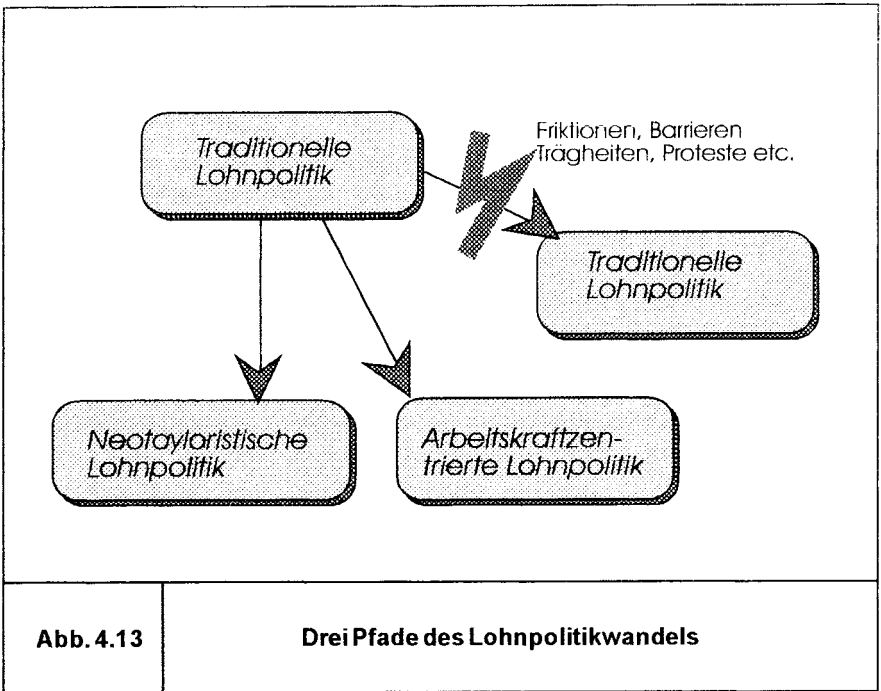 Traditionelle
Lohnpolitik
Friktionen, Barrieren
Trägheiten, Proteste etc.
Traditionelle
Lohnpolitik
Neotayloristische
Lohnpolitik
Arbeitskraftzen-
trierte Lohnpolitik
Abb. 4.13
Drei Pfade des Lohnpolitikwandels